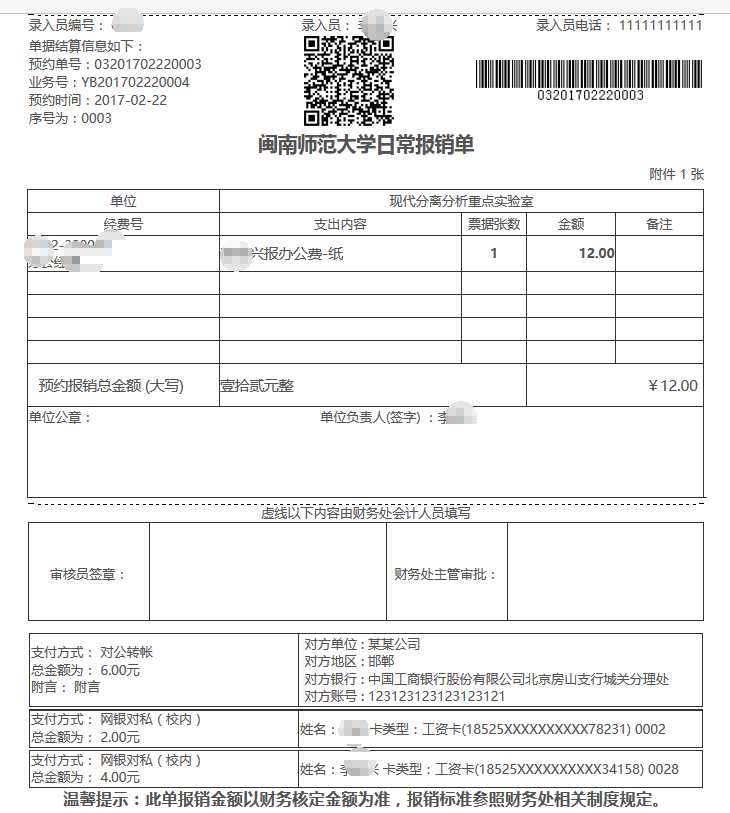 录入员编号：
录入员：
录入员电话： 11111111111
单据结算信息如下：
预约单号：03201702220003
业务号：YB201702220004
预约时间：2017-02-22
序号为：0003
03201702220003
闽南师范大学日常报销单
附件 1 张
单位 现代分离分析重点实验室
经费号 支出内容 票据张数 金额 备注
兴报办公费-纸 1 12.00
预约报销总金额 (大写) 壹拾贰元整 ￥12.00
单位公章： 单位负责人(签字) ：李
虚线以下内容由财务处会计人员填写
审核员签章： 财务处主管审批：
支付方式： 对公转帐
总金额为： 6.00元
附言： 附言
对方单位：某某公司
对方地区：邯郸
对方银行：中国工商银行股份有限公司北京房山支行城关分理处
对方账号：123123123123123121
支付方式： 网银对私（校内）
总金额为： 2.00元
姓名： 卡类型：工资卡(18525XXXXXXXXXX78231) 0002
支付方式： 网银对私（校内）
总金额为： 4.00元
姓名：李 兴 卡类型：工资卡(18525XXXXXXXXXX34158) 0028
温馨提示：此单报销金额以财务核定金额为准，报销标准参照财务处相关制度规定。